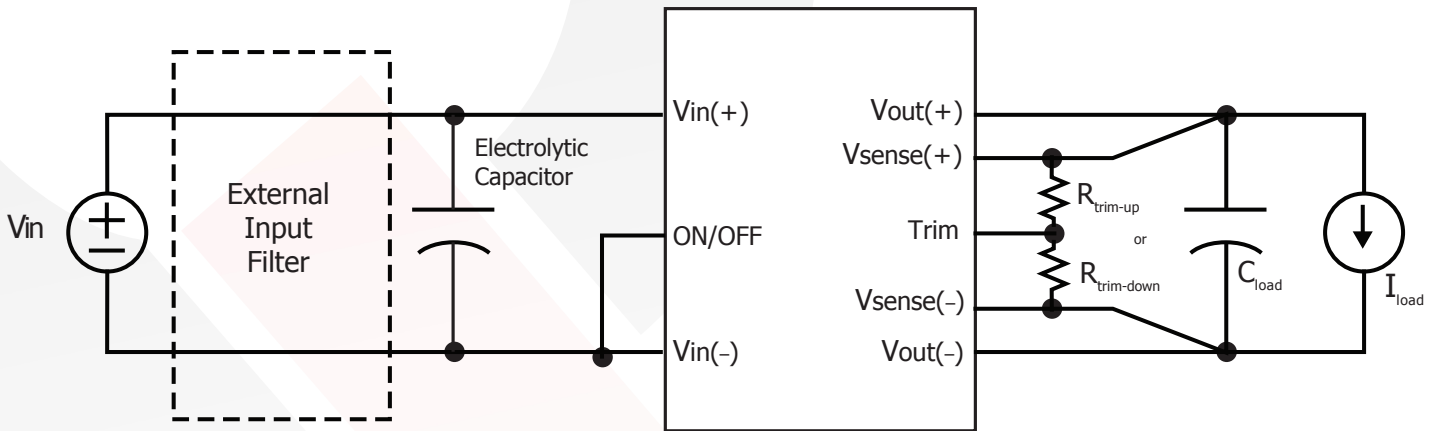 Vin
External
Input
Filter
Electrolytic
Capacitor
Vin(+)
ON/OFF
Vin(–)
Vout(+)
Vsense(+)
Trim
Vsense(–)
Vout(–)
Rtrim-up
or
Rtrim-down
Cload
Iload